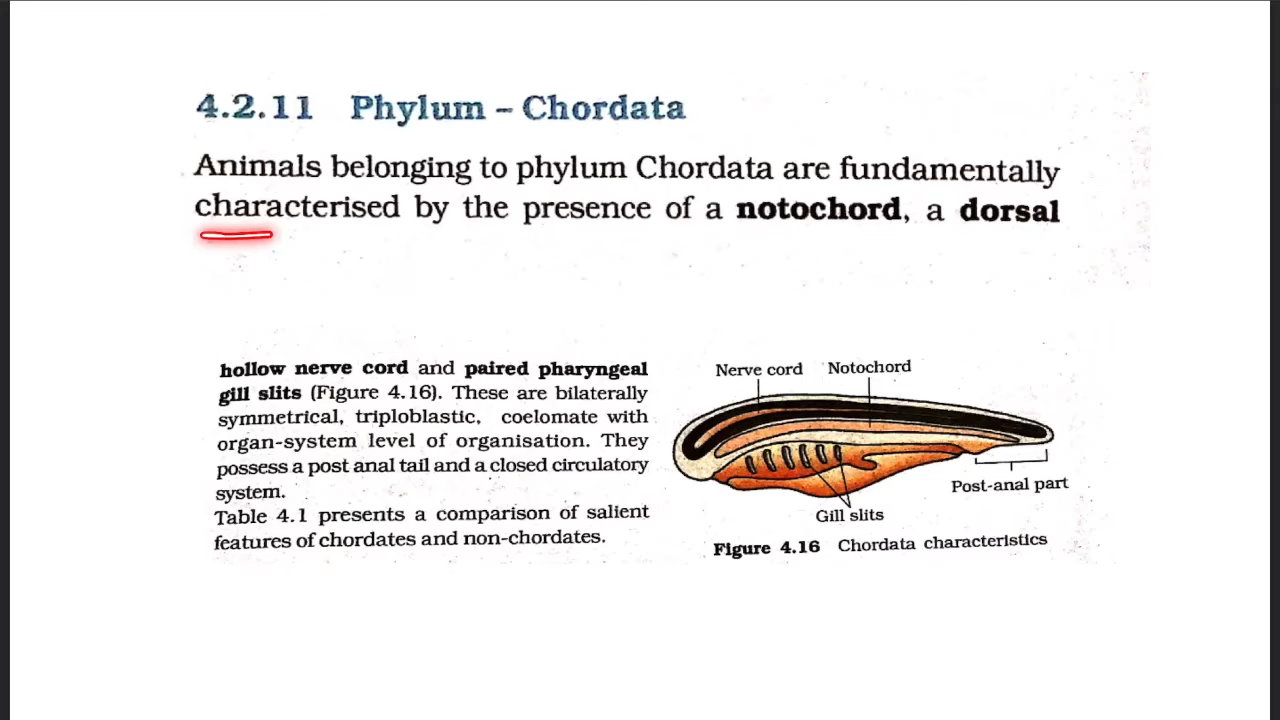 4.2.11 Phylum – Chordata
Animals belonging to phylum Chordata are fundamentally
characterised by the presence of a notochord, a dorsal
hollow nerve cord and paired pharyngeal
gill slits (Figure 4.16). These are bilaterally
symmetrical, triploblastic, coelomate with
organ-system level of organisation. They
possess a post anal tail and a closed circulatory
system.
Table 4.1 presents a comparison of salient
features of chordates and non-chordates.
Nerve cord Notochord
Post-anal part
Gill slits
Figure 4.16 Chordata characteristics